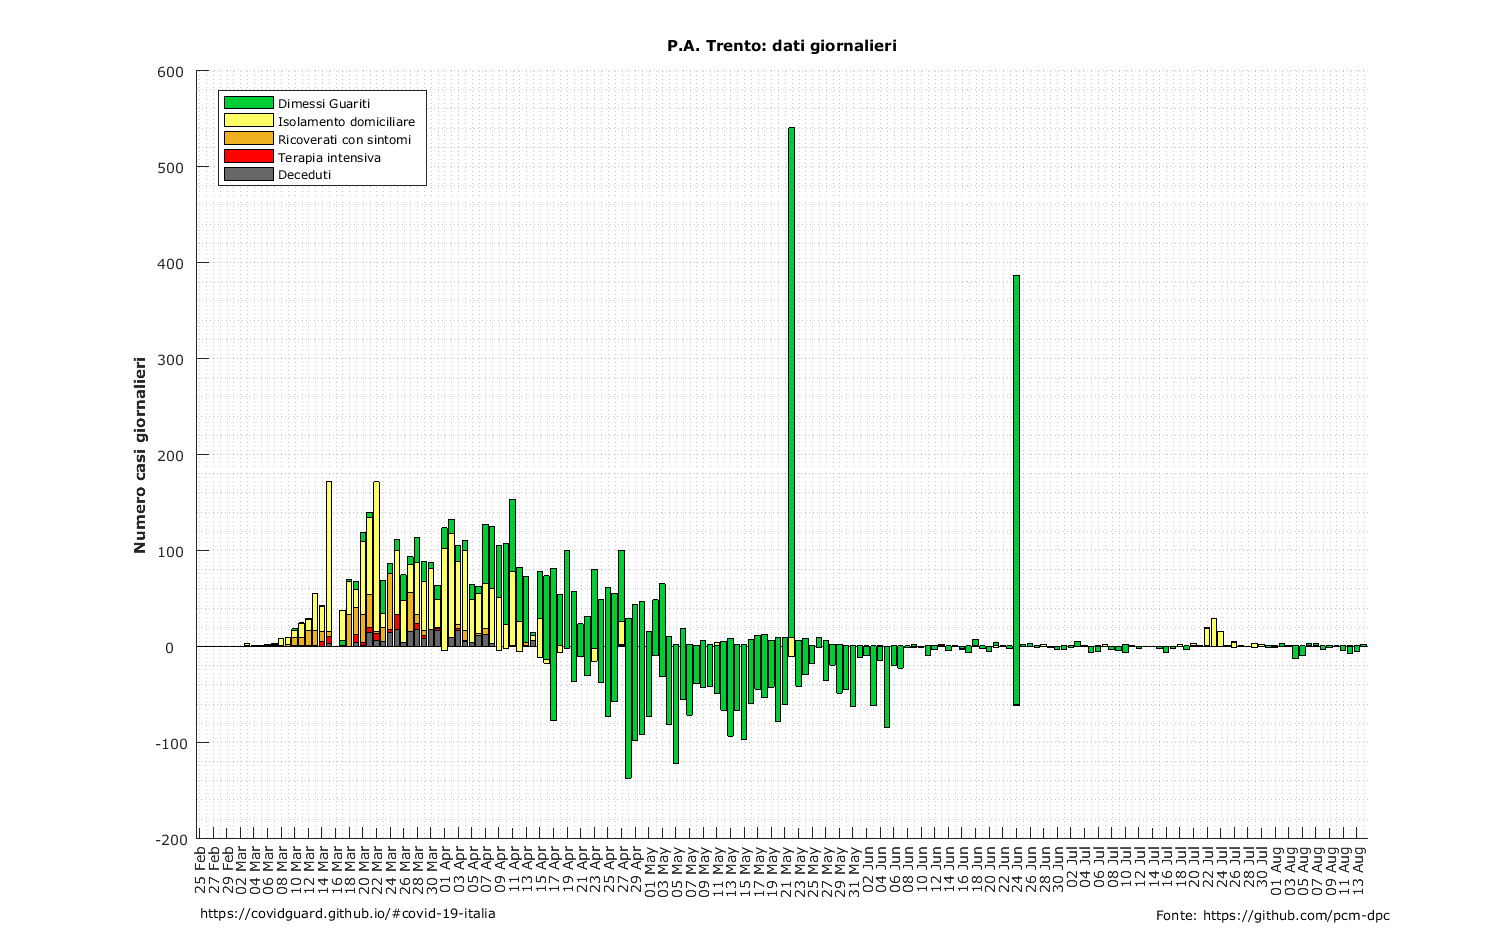 P.A. Trento: dati giornalieri
600
500
400
300
200
100
0
-100
-200
Numero casi giornalieri
Dimessi Guariti
Isolamento domiciliare
Ricoverati con sintomi
Terapia intensiva
Deceduti
25 Feb
27 Feb
29 Feb
02 Mar
04 Mar
06 Mar
08 Mar
10 Mar
12 Mar
14 Mar
16 Mar
18 Mar
20 Mar
22 Mar
24 Mar
26 Mar
28 Mar
30 Mar
01 Apr
03 Apr
05 Apr
07 Apr
09 Apr
11 Apr
13 Apr
15 Apr
17 Apr
19 Apr
21 Apr
23 Apr
25 Apr
27 Apr
29 Apr
01 May
03 May
05 May
07 May
09 May
11 May
13 May
15 May
17 May
19 May
21 May
23 May
25 May
27 May
29 May
31 May
02 Jun
04 Jun
06 Jun
08 Jun
10 Jun
12 Jun
14 Jun
16 Jun
18 Jun
20 Jun
22 Jun
24 Jun
26 Jun
28 Jun
30 Jun
02 Jul
04 Jul
06 Jul
08 Jul
10 Jul
12 Jul
14 Jul
16 Jul
18 Jul
20 Jul
22 Jul
24 Jul
26 Jul
28 Jul
30 Jul
01 Aug
03 Aug
05 Aug
07 Aug
09 Aug
11 Aug
13 Aug
https://covidguard.github.io/#covid-19-italia
Fonte: https://github.com/pcm-dpc